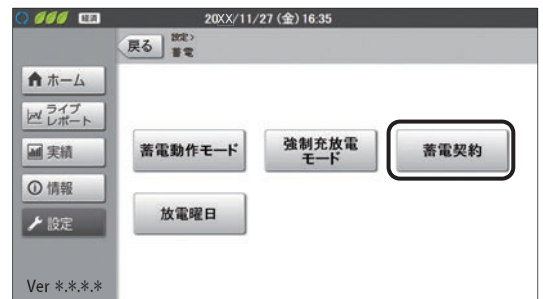 経済 20XX/11/27 (金) 16:35
戻る
設定>
蓄電
ホーム
ライブ
レポート
実績
情報
設定
Ver *.*.*.*
蓄電動作モード
強制充放電
モード
蓄電契約
放電曜日